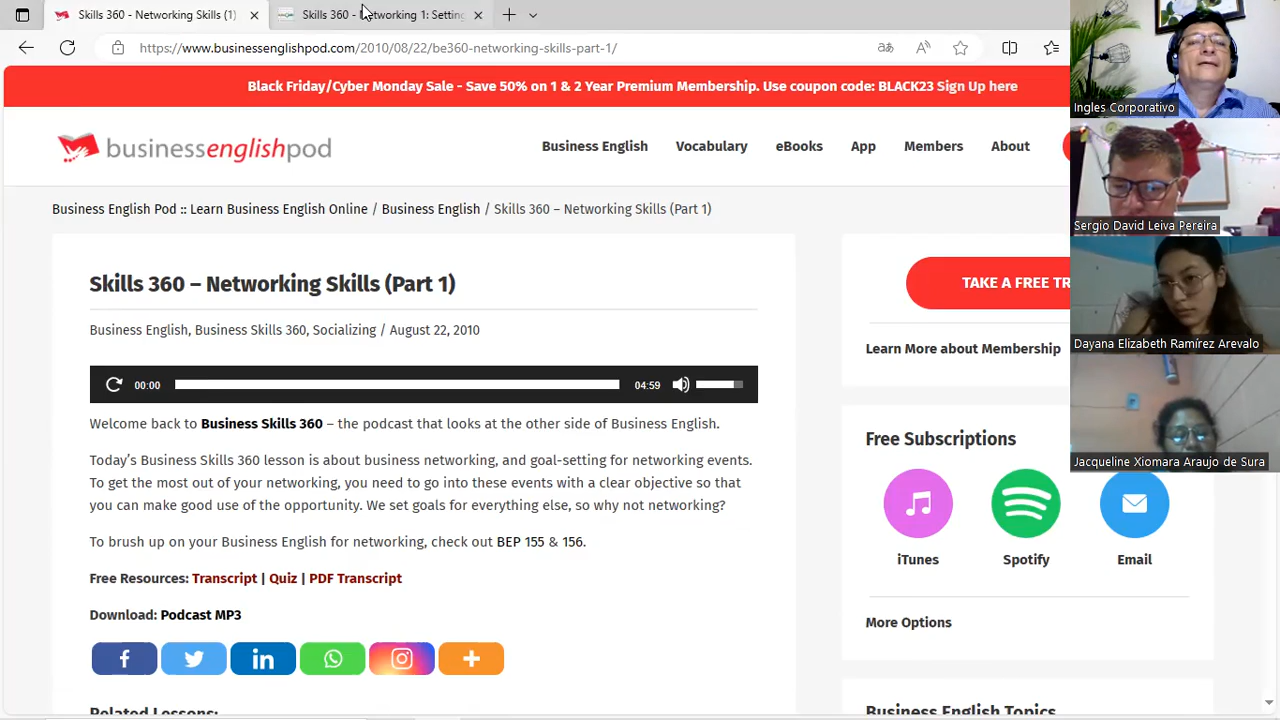 Skills 360 - Networking Skills (1)
Skills 360 - Networking 1: Setting
https://www.businessenglishpod.com/2010/08/22/be360-networking-skills-part-1/
Black Friday/Cyber Monday Sale - Save 50% on 1 & 2 Year Premium Membership. Use coupon code: BLACK23 Sign Up here
businessenglishpod
Business English
Vocabulary
eBooks
App
Members
About
Business English Pod :: Learn Business English Online / Business English / Skills 360 – Networking Skills (Part 1)
Skills 360 – Networking Skills (Part 1)
Business English, Business Skills 360, Socializing / August 22, 2010
00:00
04:59
Welcome back to Business Skills 360 – the podcast that looks at the other side of Business English.
Today's Business Skills 360 lesson is about business networking, and goal-setting for networking events.
To get the most out of your networking, you need to go into these events with a clear objective so that
you can make good use of the opportunity. We set goals for everything else, so why not networking?
To brush up on your Business English for networking, check out BEP 155 & 156.
Free Resources: Transcript | Quiz | PDF Transcript
Download: Podcast MP3
Related Lessons:
TAKE A FREE TR
Learn More about Membership
Free Subscriptions
iTunes
Spotify
Email
More Options
Business English Topics
Ingles Corporativo
Sergio David Leiva Pereira
Dayana Elizabeth Ramírez Arevalo
Jacqueline Xiomara Araujo de Sura